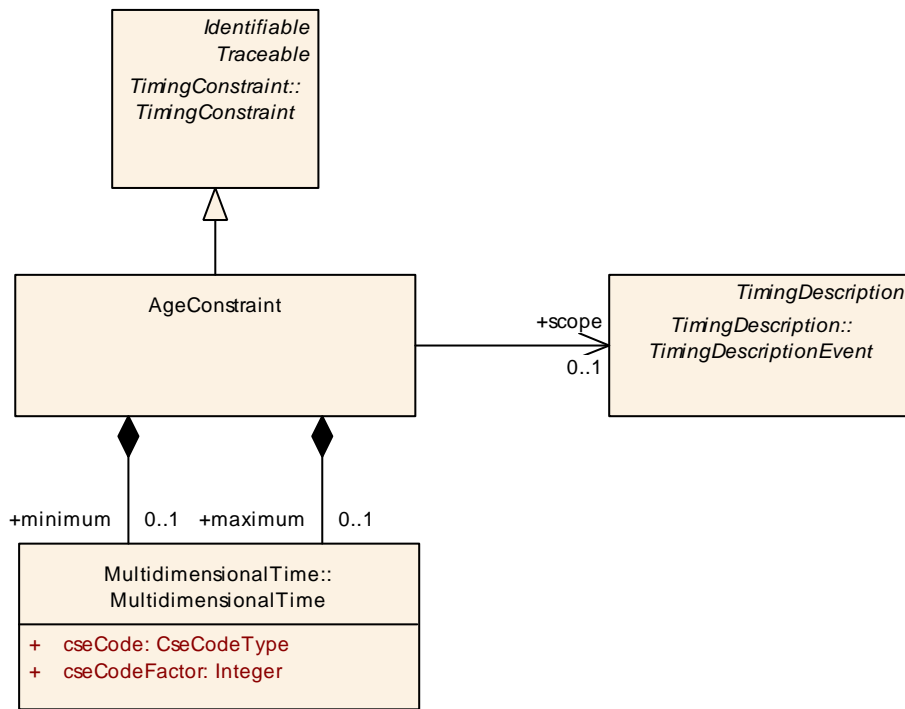 Identifiable
Traceable
TimingConstraint::
TimingConstraint
AgeConstraint
+scope
0..1
TimingDescription
TimingDescription::
TimingDescriptionEvent
+minimum 0..1 +maximum 0..1
MultidimensionalTime::
MultidimensionalTime
+ cseCode: CseCodeType
+ cseCodeFactor: Integer